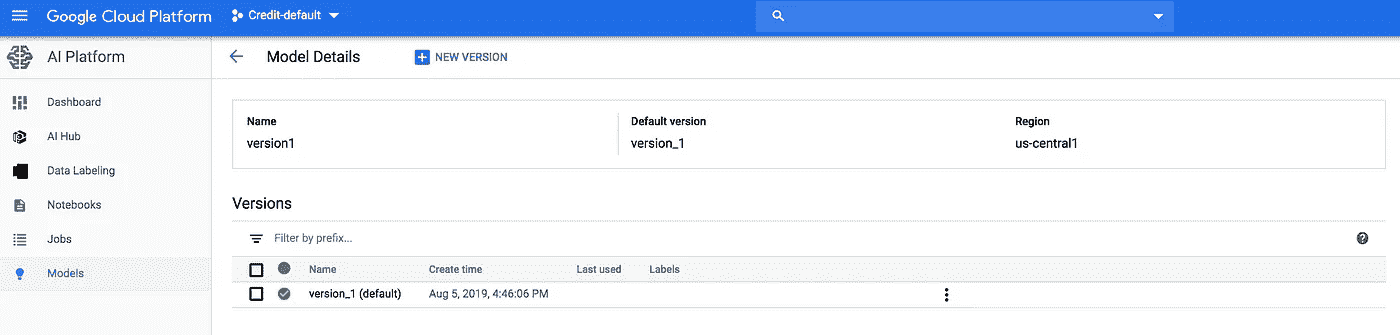 Google Cloud Platform Credit-default
AI Platform
Model Details NEW VERSION
Dashboard
AI Hub
Data Labeling
Notebooks
Jobs
Models
Name Default version Region
version1 version_1 us-central1
Versions
Filter by prefix...
Name Create time Last used Labels
version_1 (default) Aug 5, 2019, 4:46:06 PM